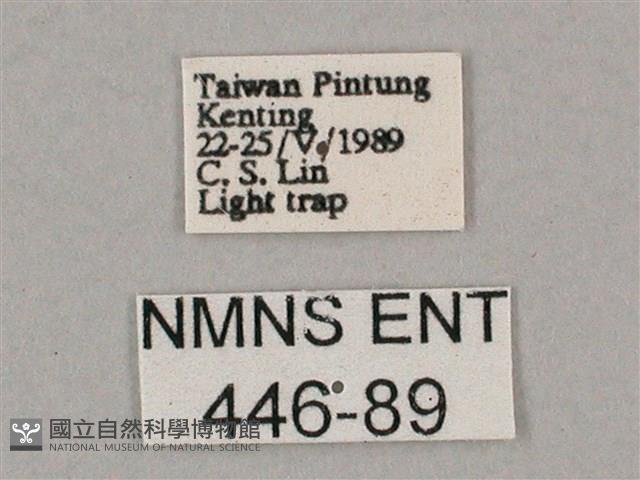 Taiwan Pintung
Kenting
22-25/V/1989
C. S. Lin
Light trap
NMNS ENT
446-89
國立自然科學博物館
NATIONAL MUSEUM OF NATURAL SCIENCE